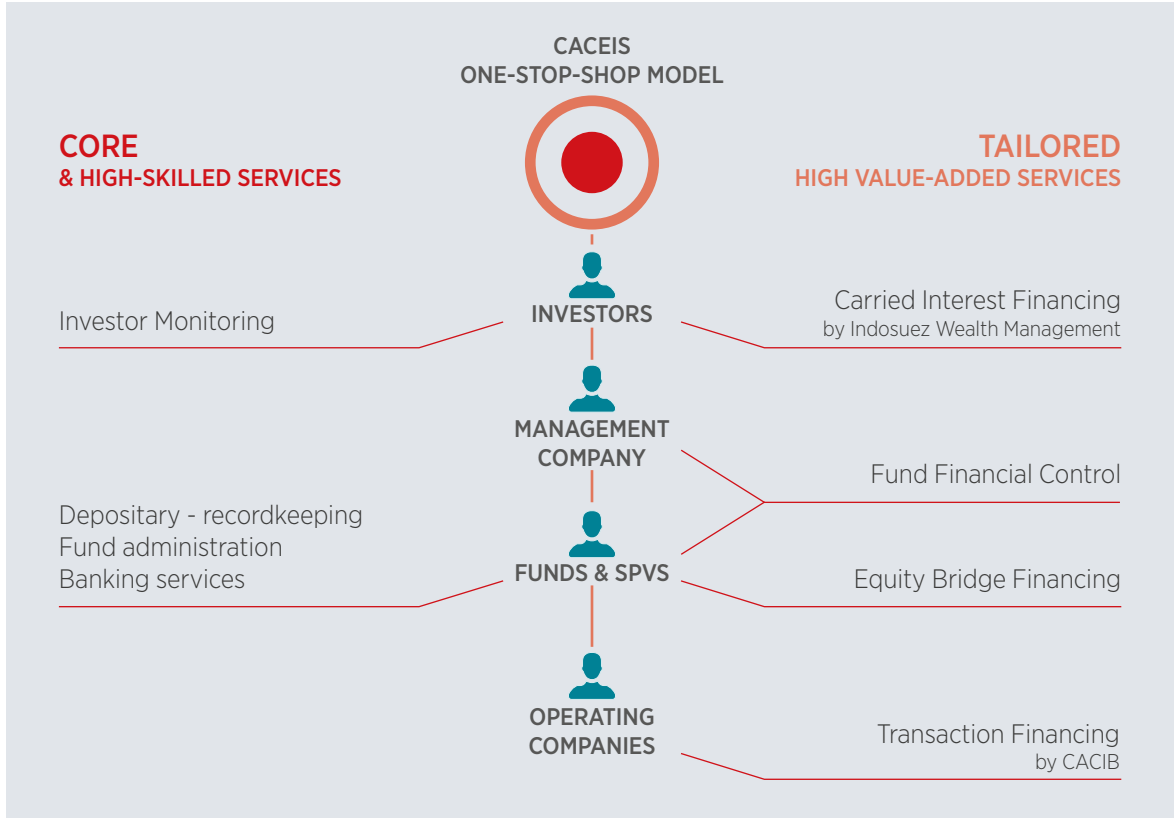 CACEIS
ONE-STOP-SHOP MODEL
CORE
& HIGH-SKILLED SERVICES
TAILORED
HIGH VALUE-ADDED SERVICES
INVESTORS
Investor Monitoring
Carried Interest Financing
by Indosuez Wealth Management
MANAGEMENT
COMPANY
Fund Financial Control
Depositary - recordkeeping
Fund administration
Banking services
FUNDS & SPVS
Equity Bridge Financing
OPERATING
COMPANIES
Transaction Financing
by CACIB